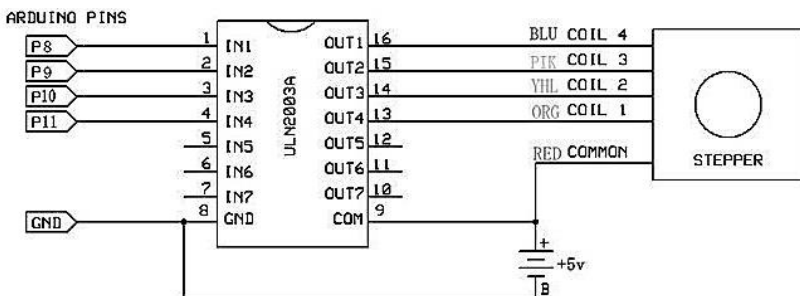 ARDUINO PINS
P8 1 IN1 OUT1 16 BLU COIL 4
P9 2 IN2 OUT2 15 PIK COIL 3
P10 3 IN3 OUT3 14 YHL COIL 2
P11 4 IN4 OUT4 13 ORG COIL 1
5 IN5 OUT5 12
6 IN6 OUT6 11
7 IN7 OUT7 10
GND 8 GND COM 9
ULN2003A
RED COMMON
STEPPER
+
+5v
B